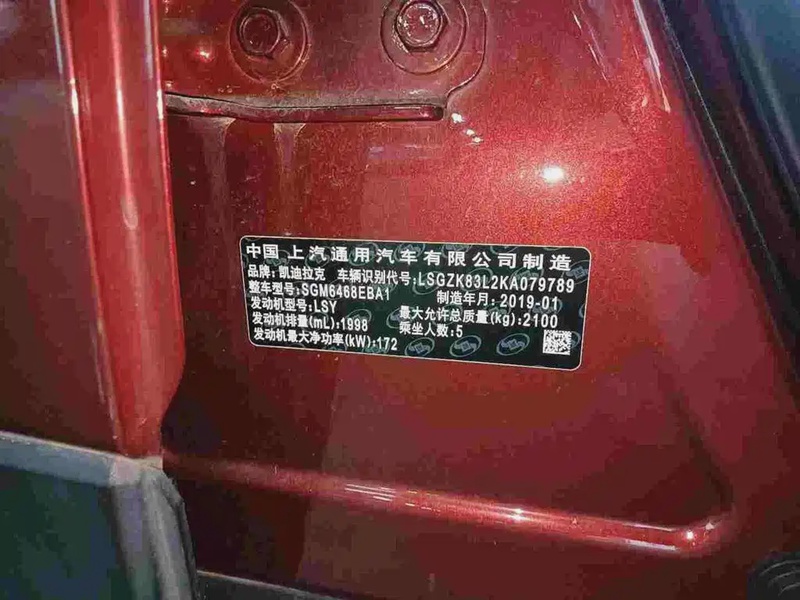 中国 上汽通用汽车有限公司制造
品牌:凯迪拉克 车辆识别代号:LSGZK83L2KA079789
整车型号:SGM6468EBA1 制造年月:2019-01
发动机型号:LSY 最大允许总质量(kg):2100
发动机排量(mL):1998 乘坐人数:5
发动机最大净功率(kW):172